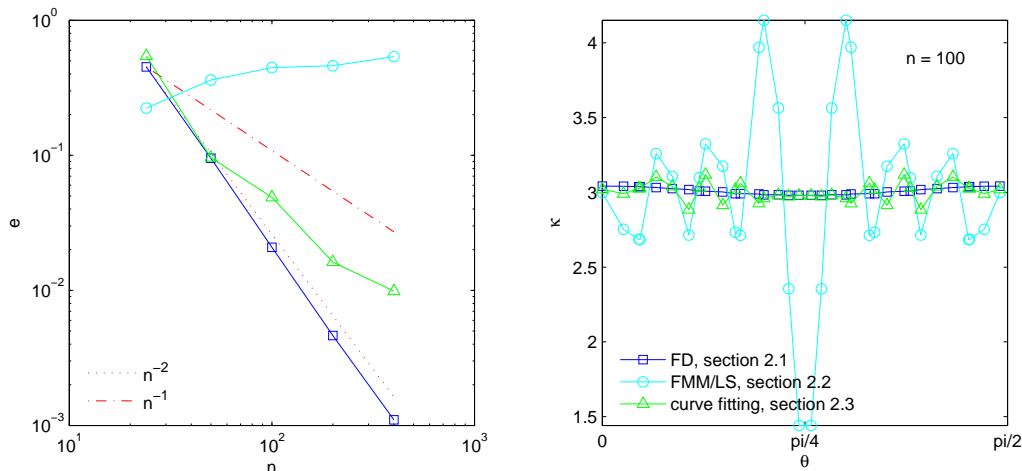 10^0
10^-1
10^-2
10^-3
e
n^-2
n^-1
10^1
10^2
10^3
n
4
3.5
3
2.5
2
1.5
κ
n = 100
FD, section 2.1
FMM/LS, section 2.2
curve fitting, section 2.3
0
pi/4
pi/2
θ